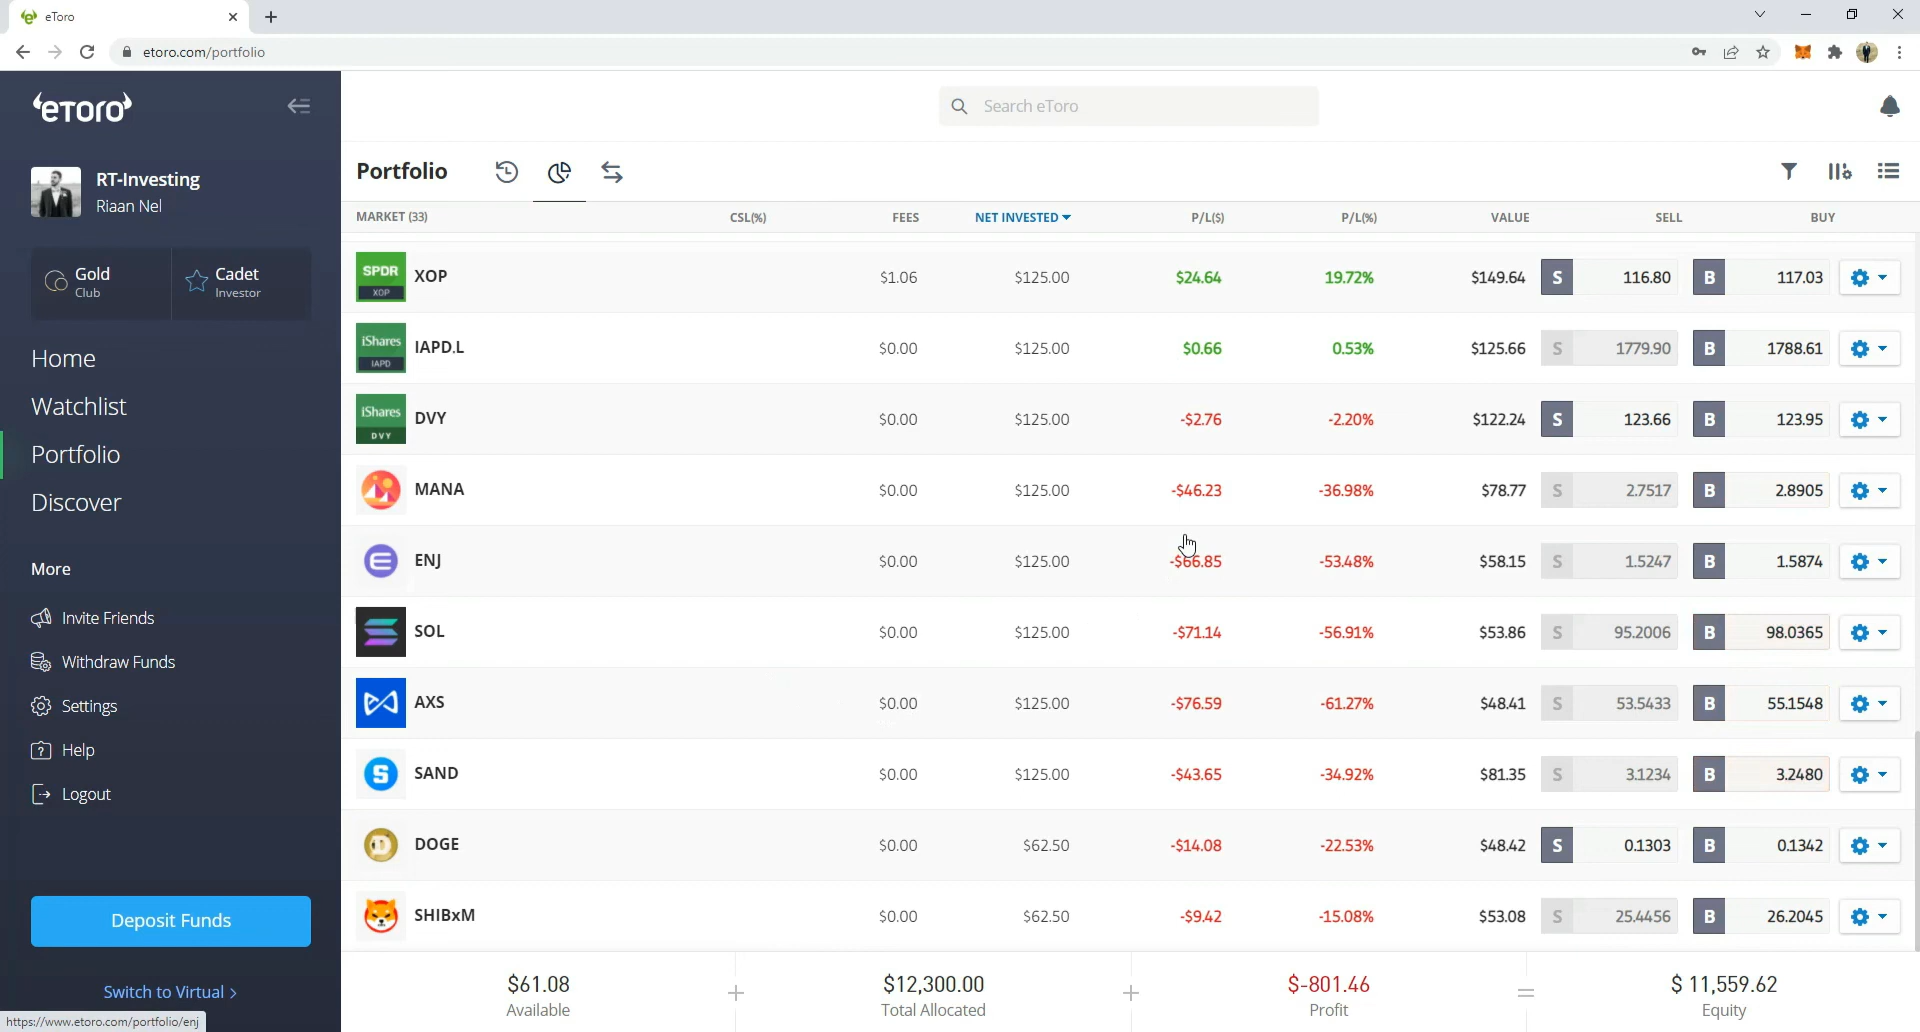 eToro
etoro.com/portfolio
eTORO
Search eToro
RT-Investing
Riaan Nel
Gold
Club
Cadet
Investor
Home
Watchlist
Portfolio
Discover
More
Invite Friends
Withdraw Funds
Settings
Help
Logout
Deposit Funds
Switch to Virtual >
https://www.etoro.com/portfolio/enj
Portfolio
MARKET (33) CSL(%) FEES NET INVESTED P/L($) P/L(%) VALUE SELL BUY
SPDR XOP XOP $1.06 $125.00 $24.64 19.72% $149.64 S 116.80 B 117.03
iShares IAPD IAPD.L $0.00 $125.00 $0.66 0.53% $125.66 S 1779.90 B 1788.61
iShares DVY DVY $0.00 $125.00 -$2.76 -2.20% $122.24 S 123.66 B 123.95
MANA $0.00 $125.00 -$46.23 -36.98% $78.77 S 2.7517 B 2.8905
ENJ $0.00 $125.00 -$66.85 -53.48% $58.15 S 1.5247 B 1.5874
SOL $0.00 $125.00 -$71.14 -56.91% $53.86 S 95.2006 B 98.0365
AXS $0.00 $125.00 -$76.59 -61.27% $48.41 S 53.5433 B 55.1548
SAND $0.00 $125.00 -$43.65 -34.92% $81.35 S 3.1234 B 3.2480
DOGE $0.00 $62.50 -$14.08 -22.53% $48.42 S 0.1303 B 0.1342
SHIBxM $0.00 $62.50 -$9.42 -15.08% $53.08 S 25.4456 B 26.2045
$61.08 + $12,300.00 + $-801.46 = $ 11,559.62
Available Total Allocated Profit Equity